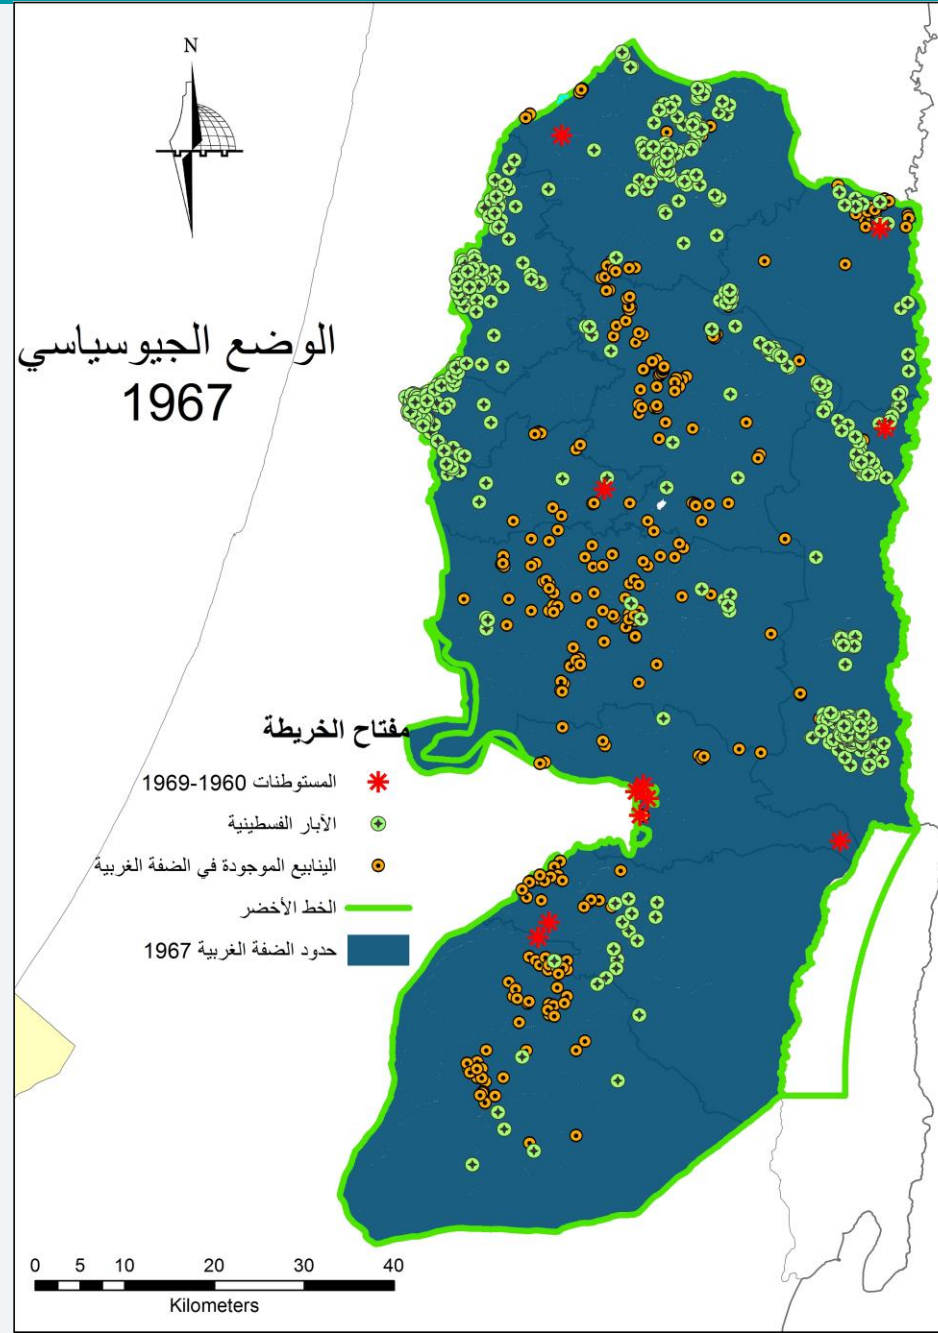 N
الوضع الجيوسياسي
1967
مفتاح الخريطة
المستوطنات 1960-1969
الآبار الفسطينية
الينابيع الموجودة في الضفة الغربية
الخط الأخضر
حدود الضفة الغربية 1967
0 5 10 20 30 40
Kilometers